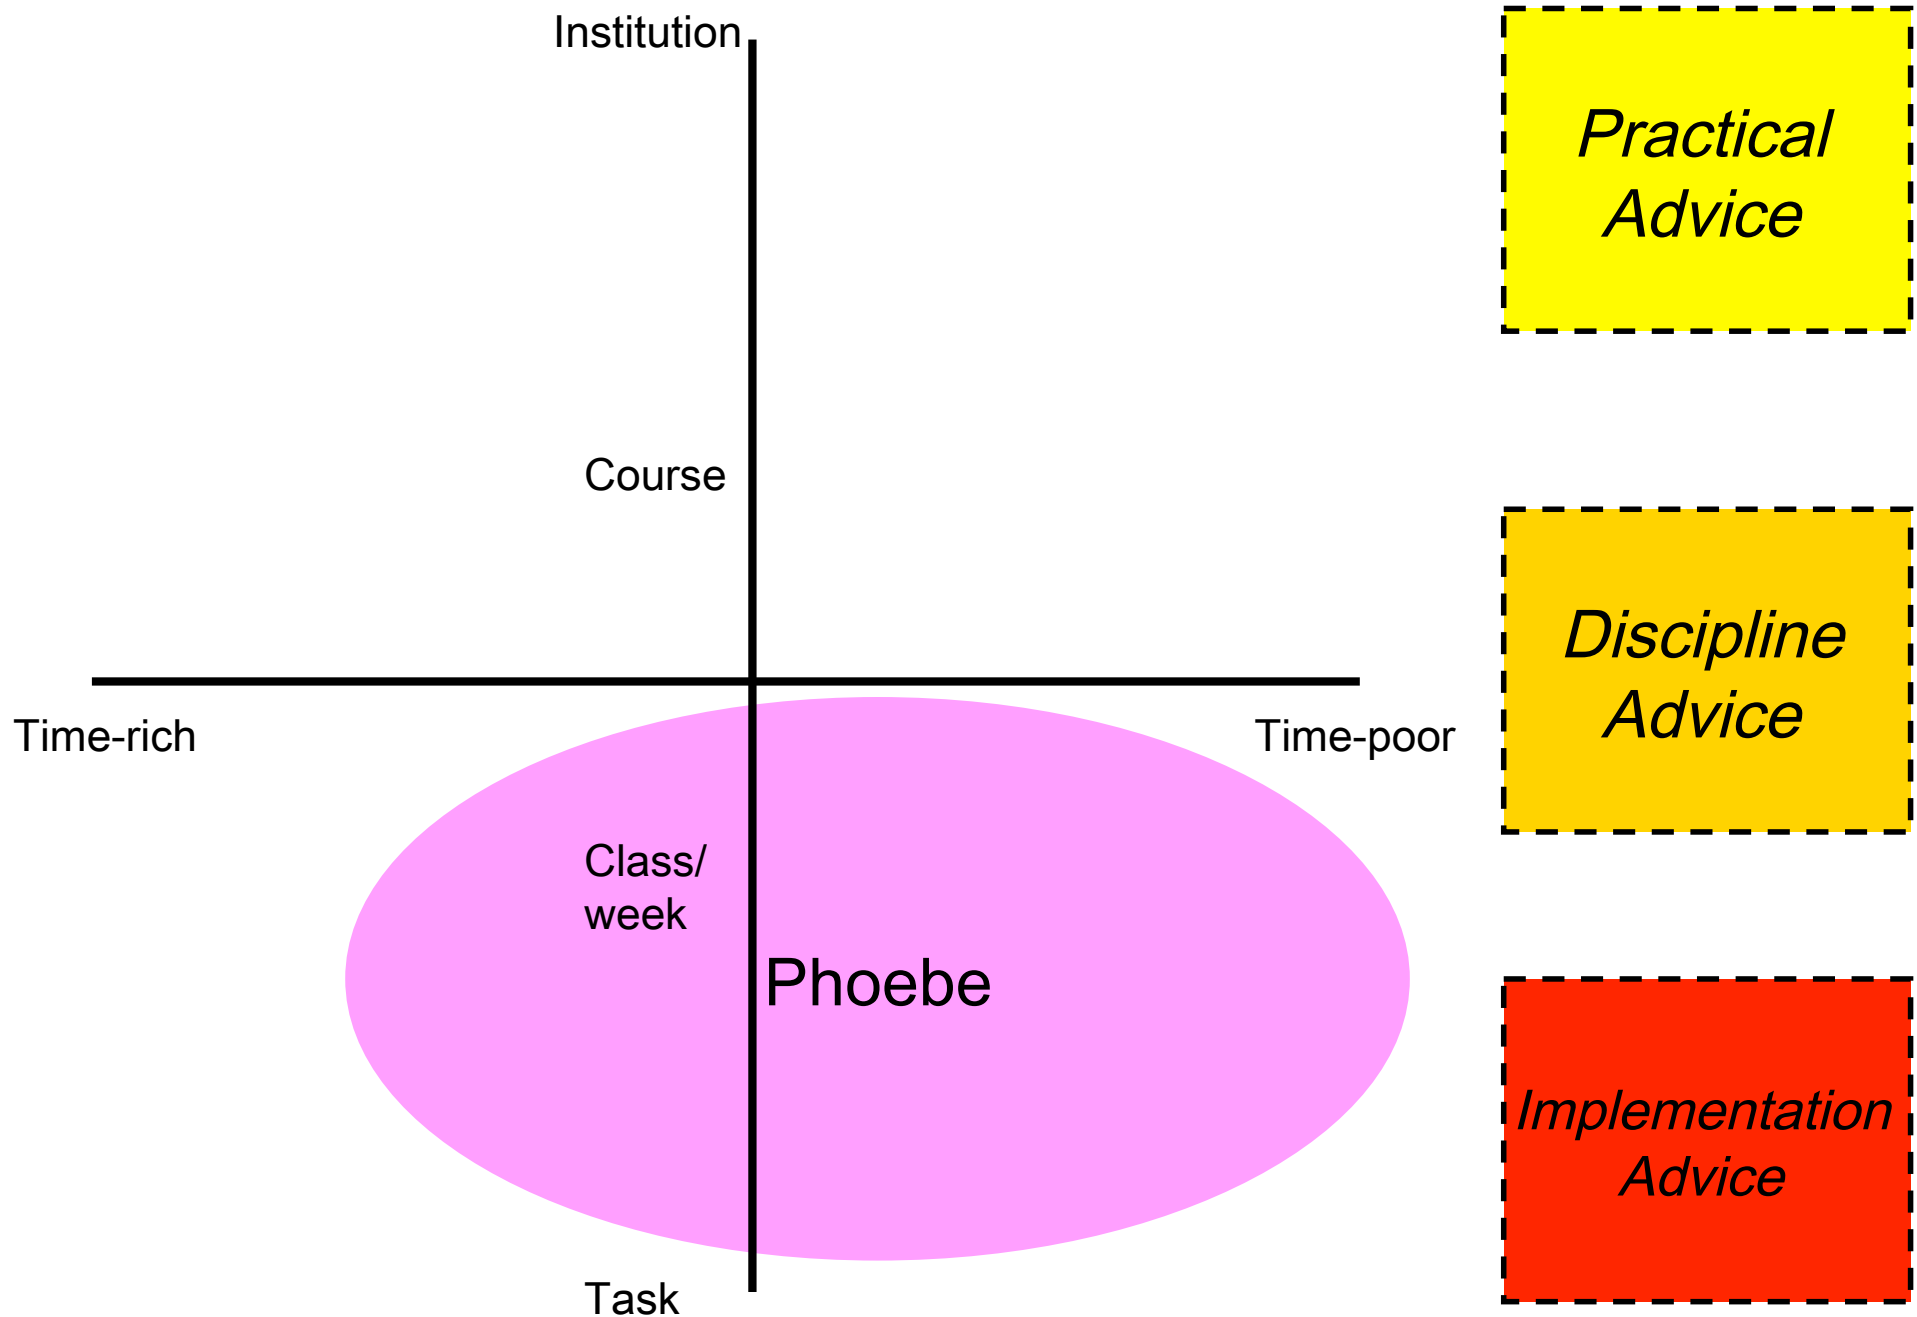 Institution
Practical
Advice
Course
Discipline
Advice
Time-rich
Time-poor
Class/
week
Phoebe
Implementation
Advice
Task